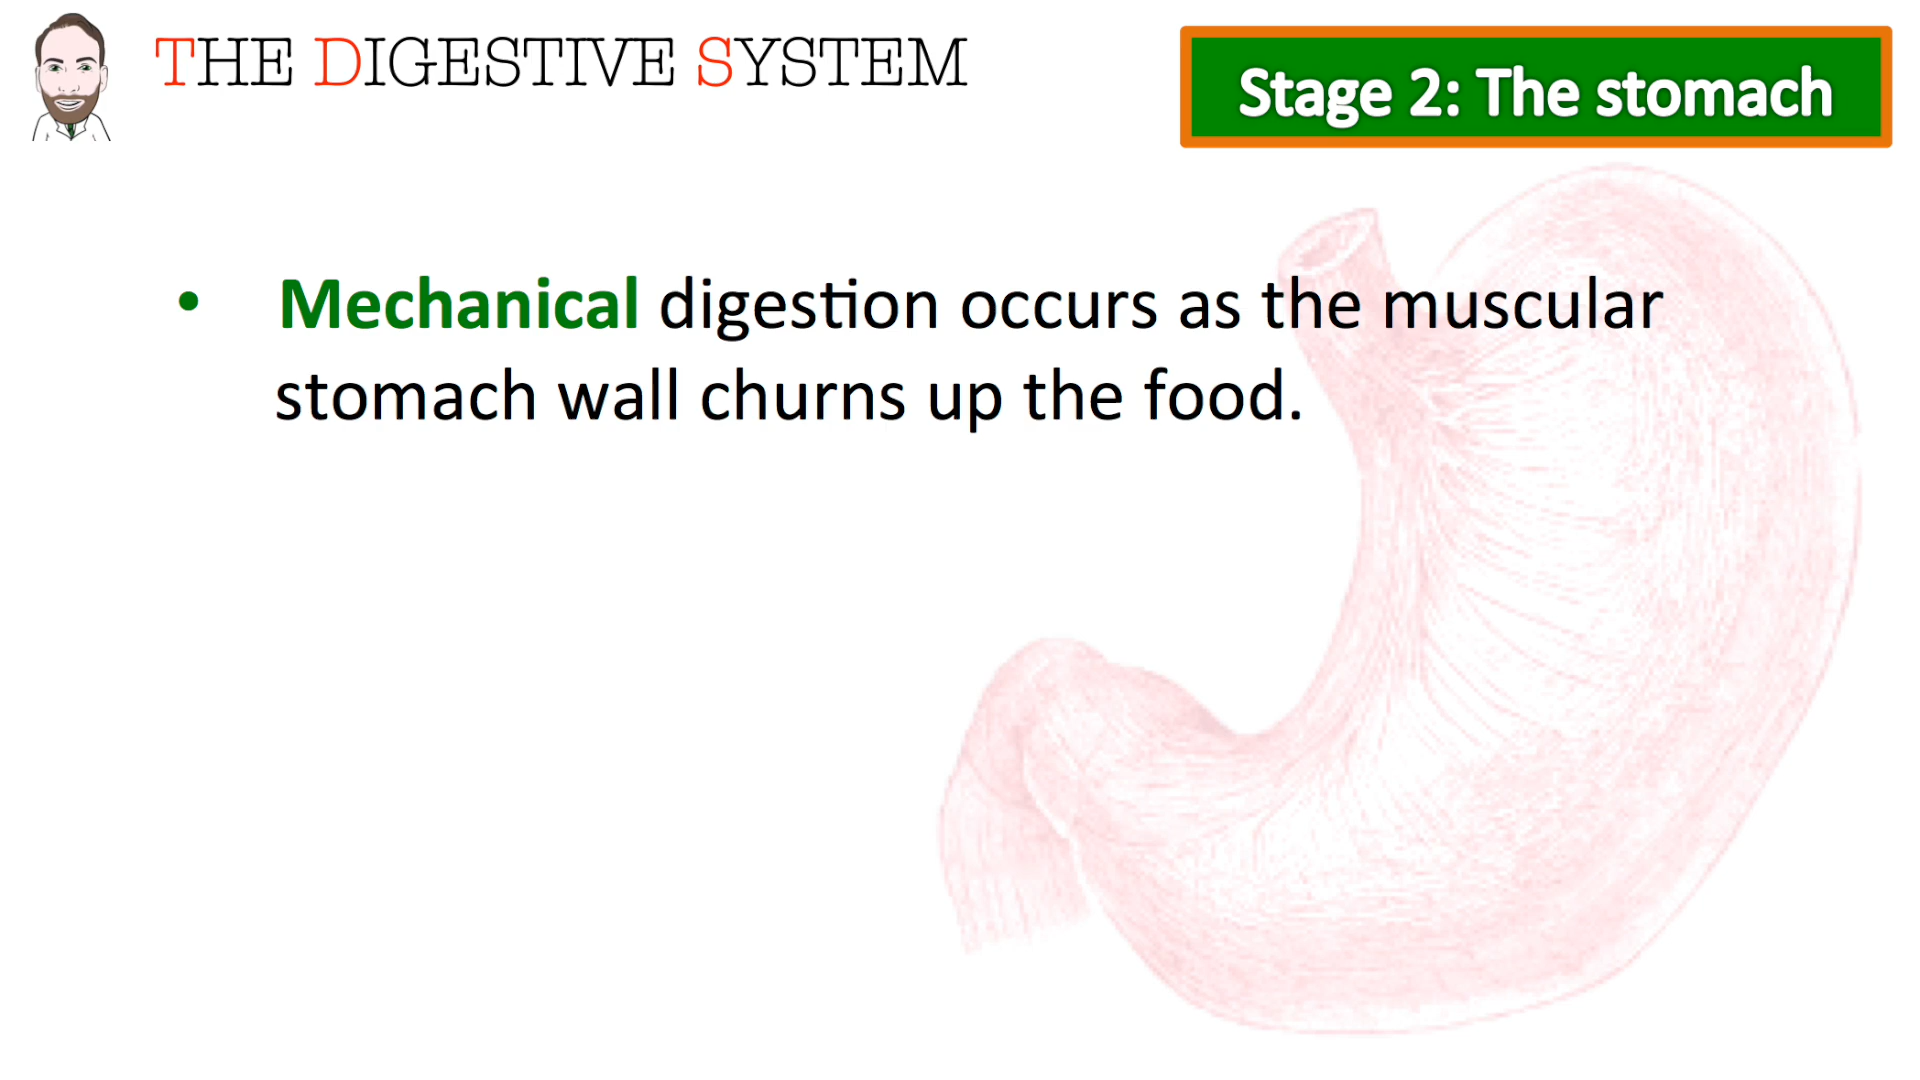 THE DIGESTIVE SYSTEM
Stage 2: The stomach
• Mechanical digestion occurs as the muscular
stomach wall churns up the food.